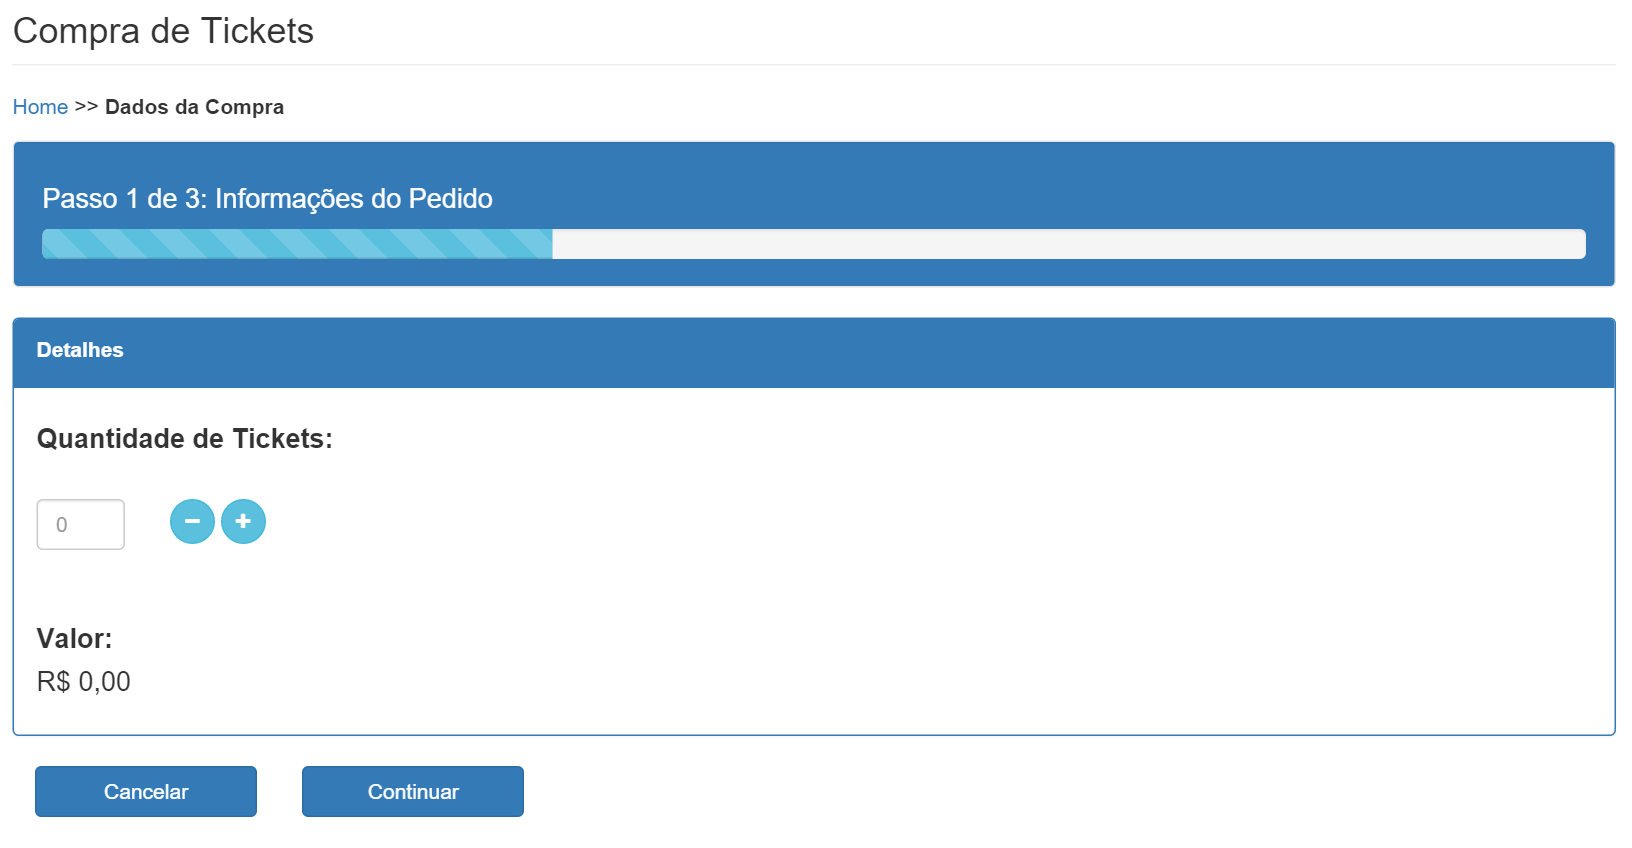 Compra de Tickets
Home >> Dados da Compra
Passo 1 de 3: Informações do Pedido
Detalhes
Quantidade de Tickets:
0
Valor:
R$ 0,00
Cancelar Continuar